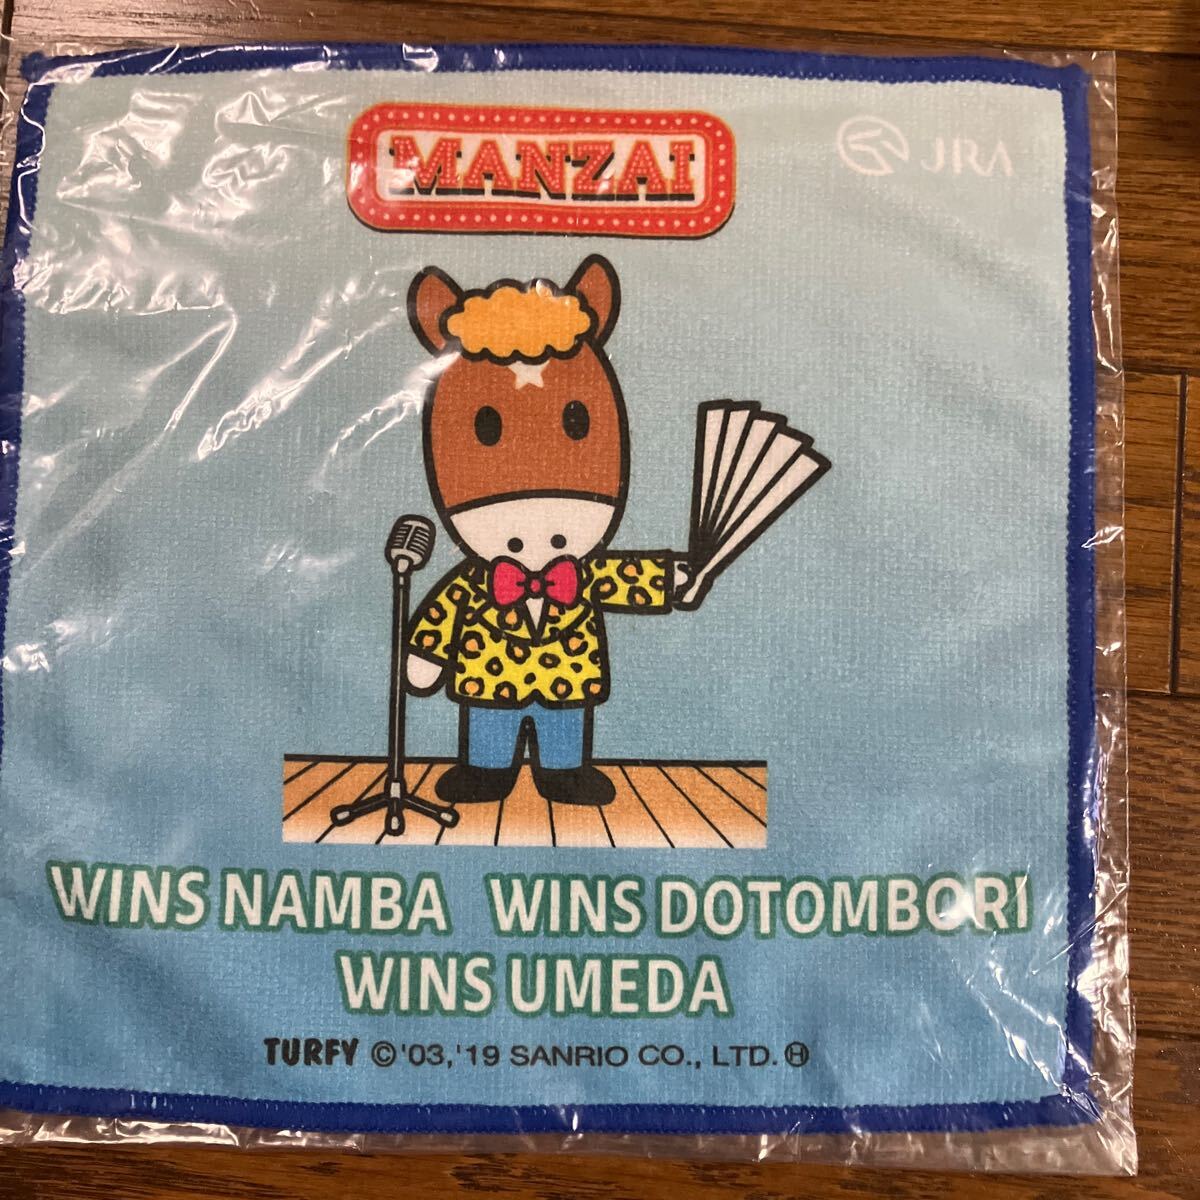 MANZAI
JRA
WINS NAMBA WINS DOTOMBORI
WINS UMEDA
TURFY ©'03,'19 SANRIO CO., LTD. Ⓗ